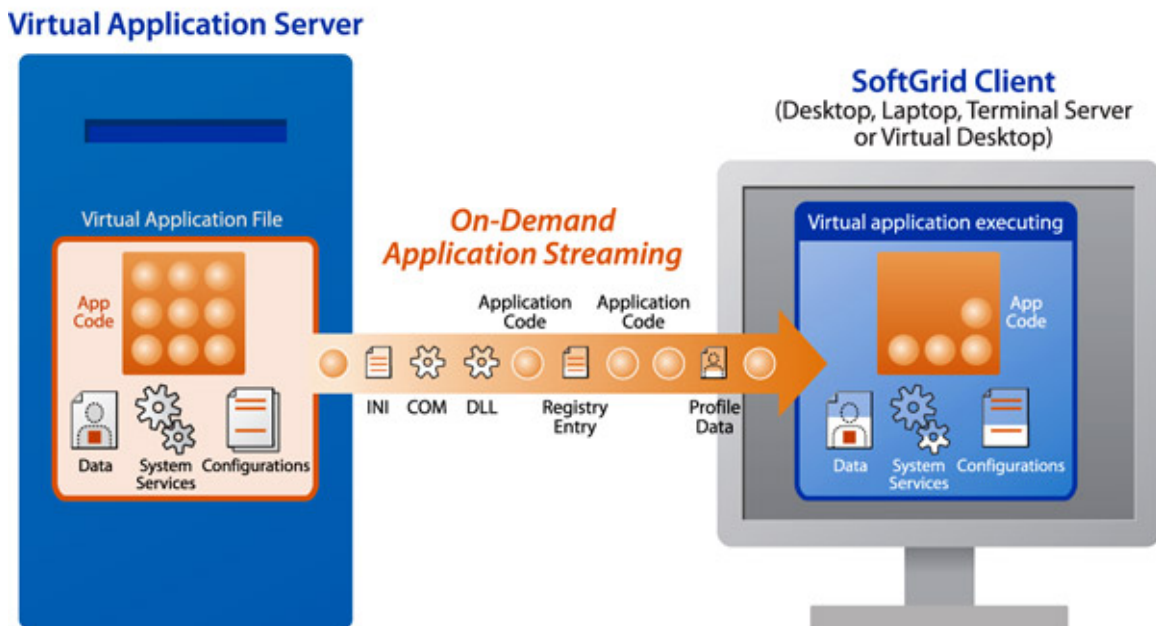 Virtual Application Server
Virtual Application File
App
Code
Data
System
Services
Configurations
On-Demand
Application Streaming
Application
Code
Application
Code
INI
COM
DLL
Registry
Entry
Profile
Data
SoftGrid Client
(Desktop, Laptop, Terminal Server
or Virtual Desktop)
Virtual application executing
App
Code
Data
System
Services
Configurations